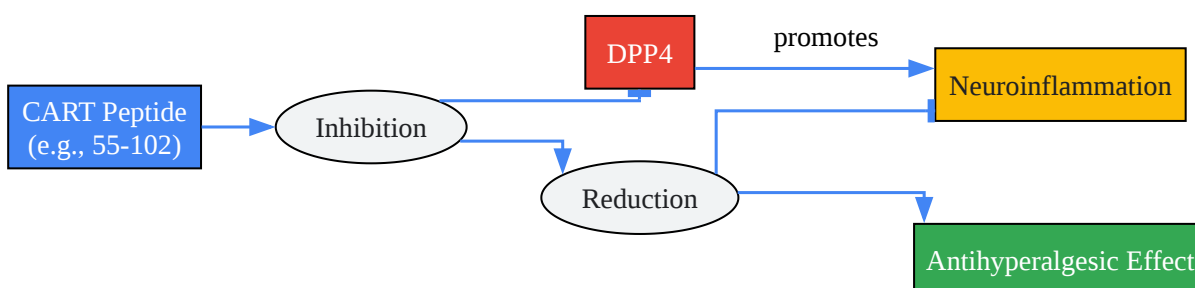 promotes
DPP4
Neuroinflammation
CART Peptide
(e.g., 55-102)
Inhibition
Reduction
Antihyperalgesic Effect